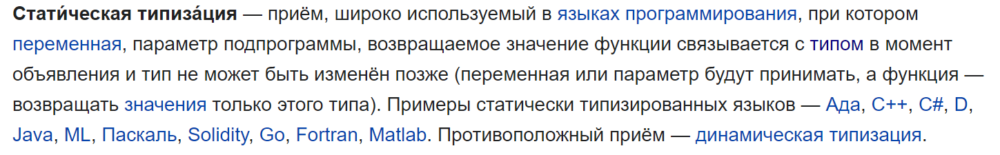 Стати́ческая типиза́ция — приём, широко используемый в языках программирования, при котором
переменная, параметр подпрограммы, возвращаемое значение функции связывается с типом в момент
объявления и тип не может быть изменён позже (переменная или параметр будут принимать, а функция —
возвращать значения только этого типа). Примеры статически типизированных языков — Ада, C++, C#, D,
Java, ML, Паскаль, Solidity, Go, Fortran, Matlab. Противоположный приём — динамическая типизация.